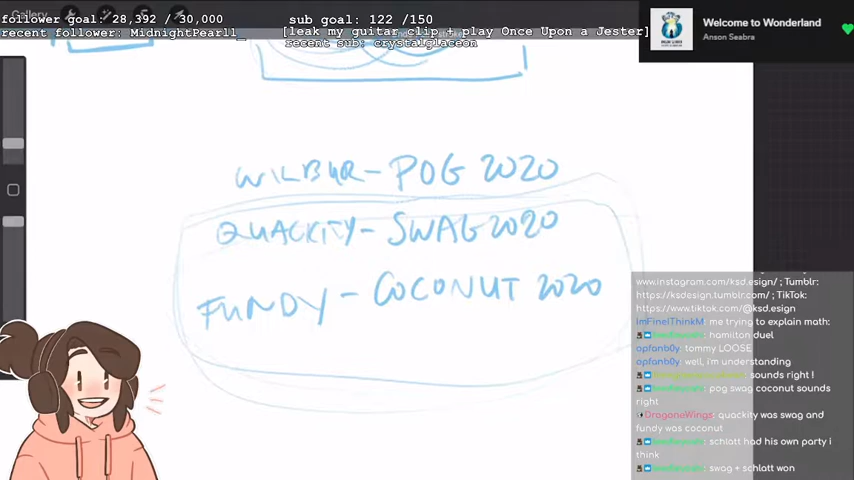 Gallery
follower goal: 28,392 / 30,000
recent follower: MidnightPearll_
sub goal: 122 /150
[leak my guitar clip + play Once Upon a Jester]
recent sub: crystalglaceon
Welcome to Wonderland
Anson Seabra
WILBUR - POG 2020
QUACKITY - SWAG 2020
FUNDY - COCONUT 2020
www.instagram.com/ksd.esign/ ; Tumblr:
https://ksdesign.tumblr.com/ ; TikTok:
https://www.tiktok.com/@ksd.esign
ImFineIThinkM: me trying to explain math:
: hamilton duel
opfanb0y: tommy LOOSE
opfanb0y: well, i'm understanding
: sounds right !
: pog swag coconut sounds
right
DragoneWings: quackity was swag and
fundy was coconut
: schlatt had his own party i
think
: swag + schlatt won